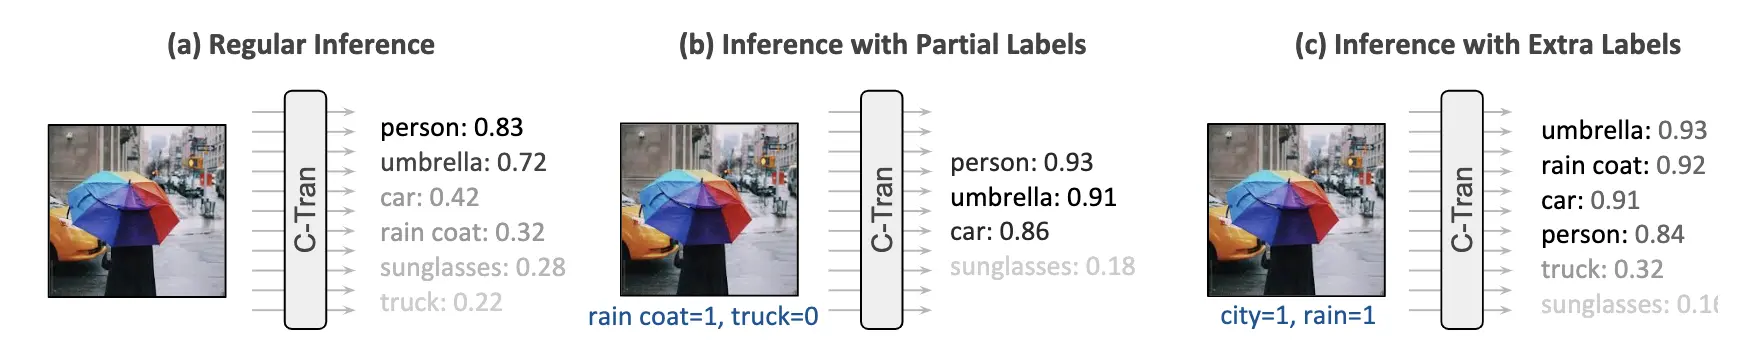 (a) Regular Inference
C-Tran
person: 0.83
umbrella: 0.72
car: 0.42
rain coat: 0.32
sunglasses: 0.28
truck: 0.22
(b) Inference with Partial Labels
rain coat=1, truck=0
C-Tran
person: 0.93
umbrella: 0.91
car: 0.86
sunglasses: 0.18
(c) Inference with Extra Labels
city=1, rain=1
C-Tran
umbrella: 0.93
rain coat: 0.92
car: 0.91
person: 0.84
truck: 0.32
sunglasses: